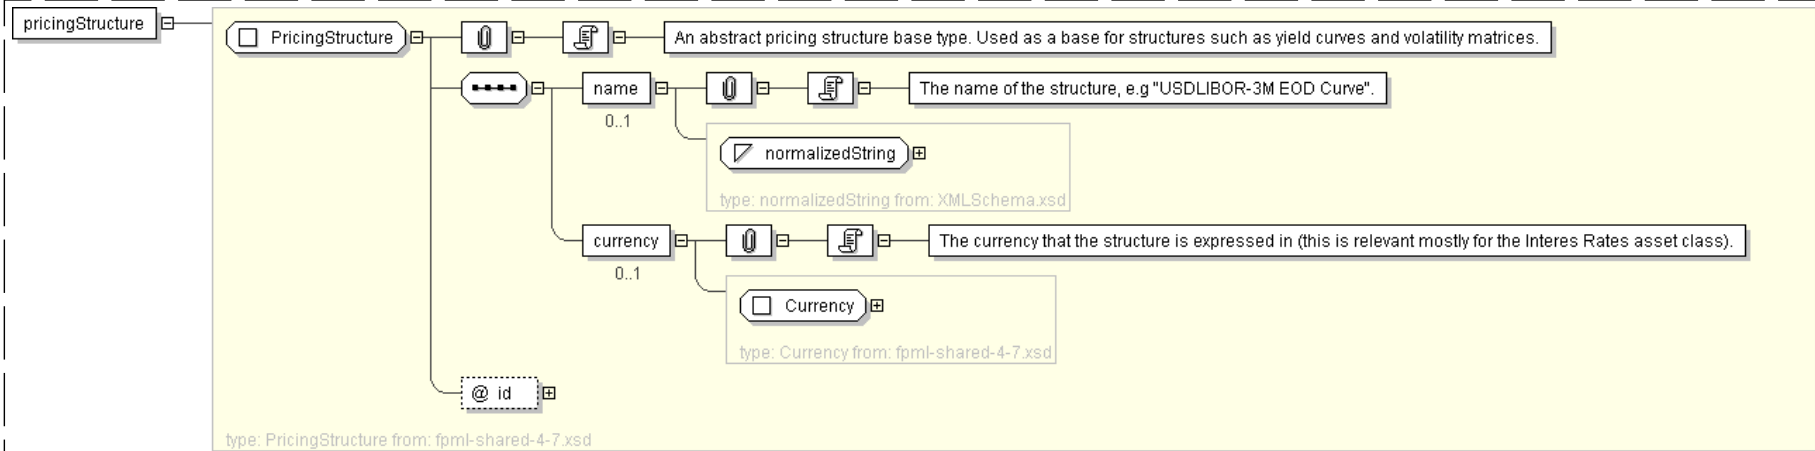 pricingStructure
PricingStructure
An abstract pricing structure base type. Used as a base for structures such as yield curves and volatility matrices.
name
The name of the structure, e.g "USDLIBOR-3M EOD Curve".
0..1
normalizedString
type: normalizedString from: XMLSchema.xsd
currency
The currency that the structure is expressed in (this is relevant mostly for the Interes Rates asset class).
0..1
Currency
type: Currency from: fpml-shared-4-7.xsd
@ id
type: PricingStructure from: fpml-shared-4-7.xsd